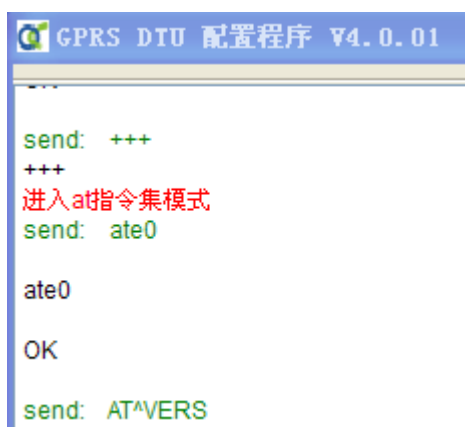 GPRS DTU 配置程序 V4.0.01
send: +++
+++
进入at指令集模式
send: ate0
ate0
OK
send: AT^VERS